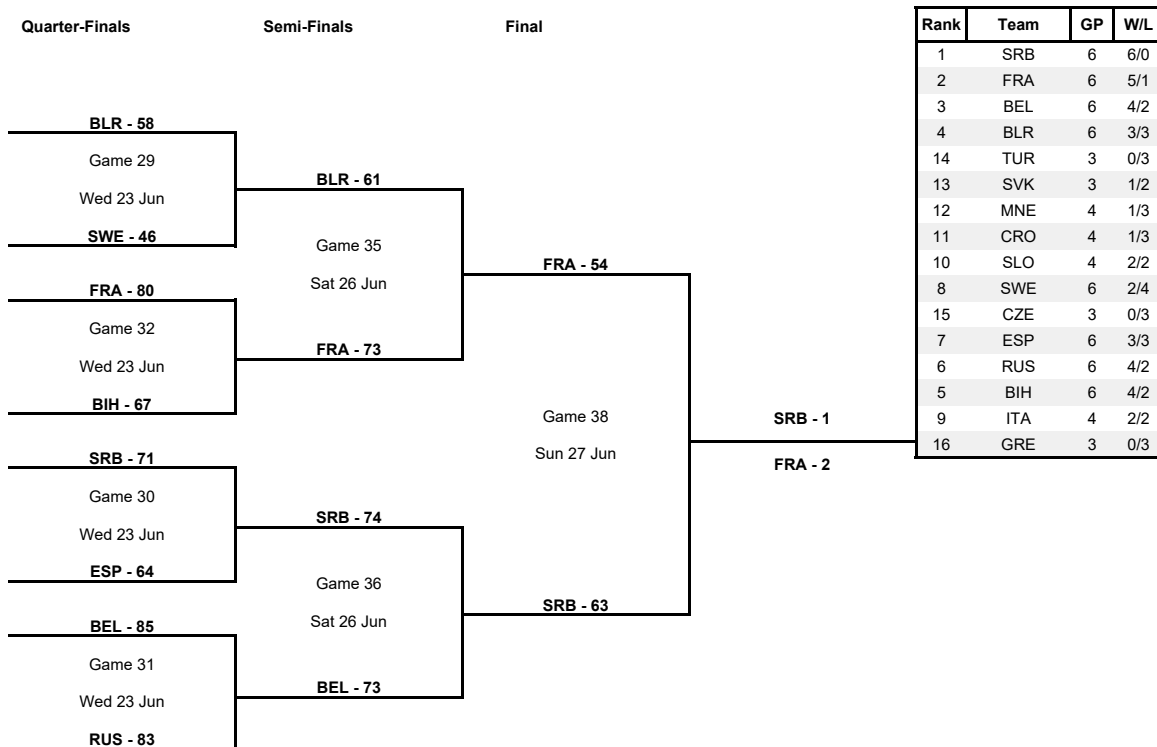 Quarter-Finals Semi-Finals Final
BLR - 58
Game 29
Wed 23 Jun
SWE - 46
FRA - 80
Game 32
Wed 23 Jun
BIH - 67
SRB - 71
Game 30
Wed 23 Jun
ESP - 64
BEL - 85
Game 31
Wed 23 Jun
RUS - 83
BLR - 61
Game 35
Sat 26 Jun
FRA - 73
SRB - 74
Game 36
Sat 26 Jun
BEL - 73
FRA - 54
Game 38
Sun 27 Jun
SRB - 63
SRB - 1
FRA - 2
Rank Team GP W/L
1 SRB 6 6/0
2 FRA 6 5/1
3 BEL 6 4/2
4 BLR 6 3/3
14 TUR 3 0/3
13 SVK 3 1/2
12 MNE 4 1/3
11 CRO 4 1/3
10 SLO 4 2/2
8 SWE 6 2/4
15 CZE 3 0/3
7 ESP 6 3/3
6 RUS 6 4/2
5 BIH 6 4/2
9 ITA 4 2/2
16 GRE 3 0/3